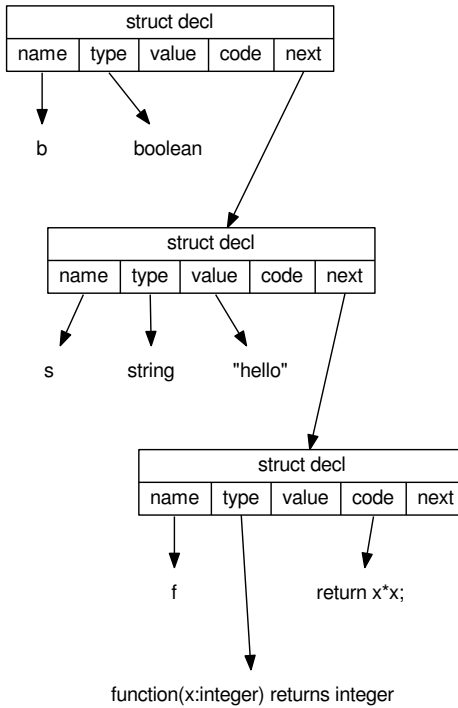 struct decl
name type value code next
b boolean
struct decl
name type value code next
s string "hello"
struct decl
name type value code next
f return x*x;
function(x:integer) returns integer